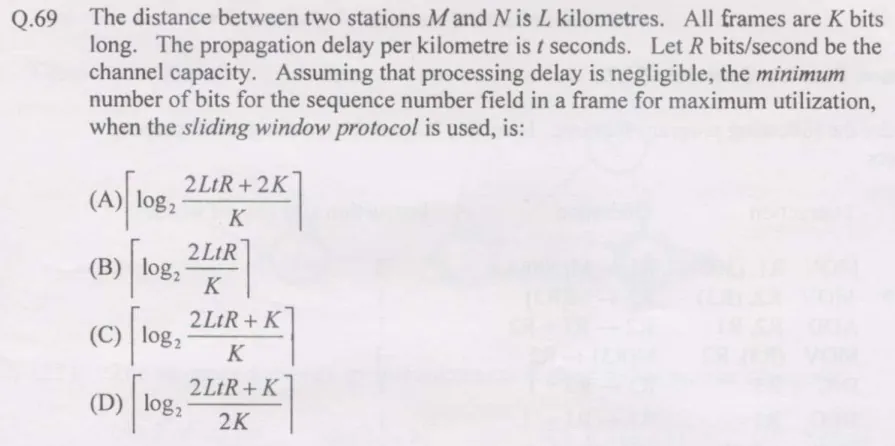 Q.69 The distance between two stations M and N is L kilometres. All frames are K bits
long. The propagation delay per kilometre is t seconds. Let R bits/second be the
channel capacity. Assuming that processing delay is negligible, the minimum
number of bits for the sequence number field in a frame for maximum utilization,
when the sliding window protocol is used, is:
(A) ⌈log₂ (2LtR + 2K)/K⌉
(B) ⌈log₂ 2LtR/K⌉
(C) ⌈log₂ (2LtR + K)/K⌉
(D) ⌈log₂ (2LtR + K)/2K⌉